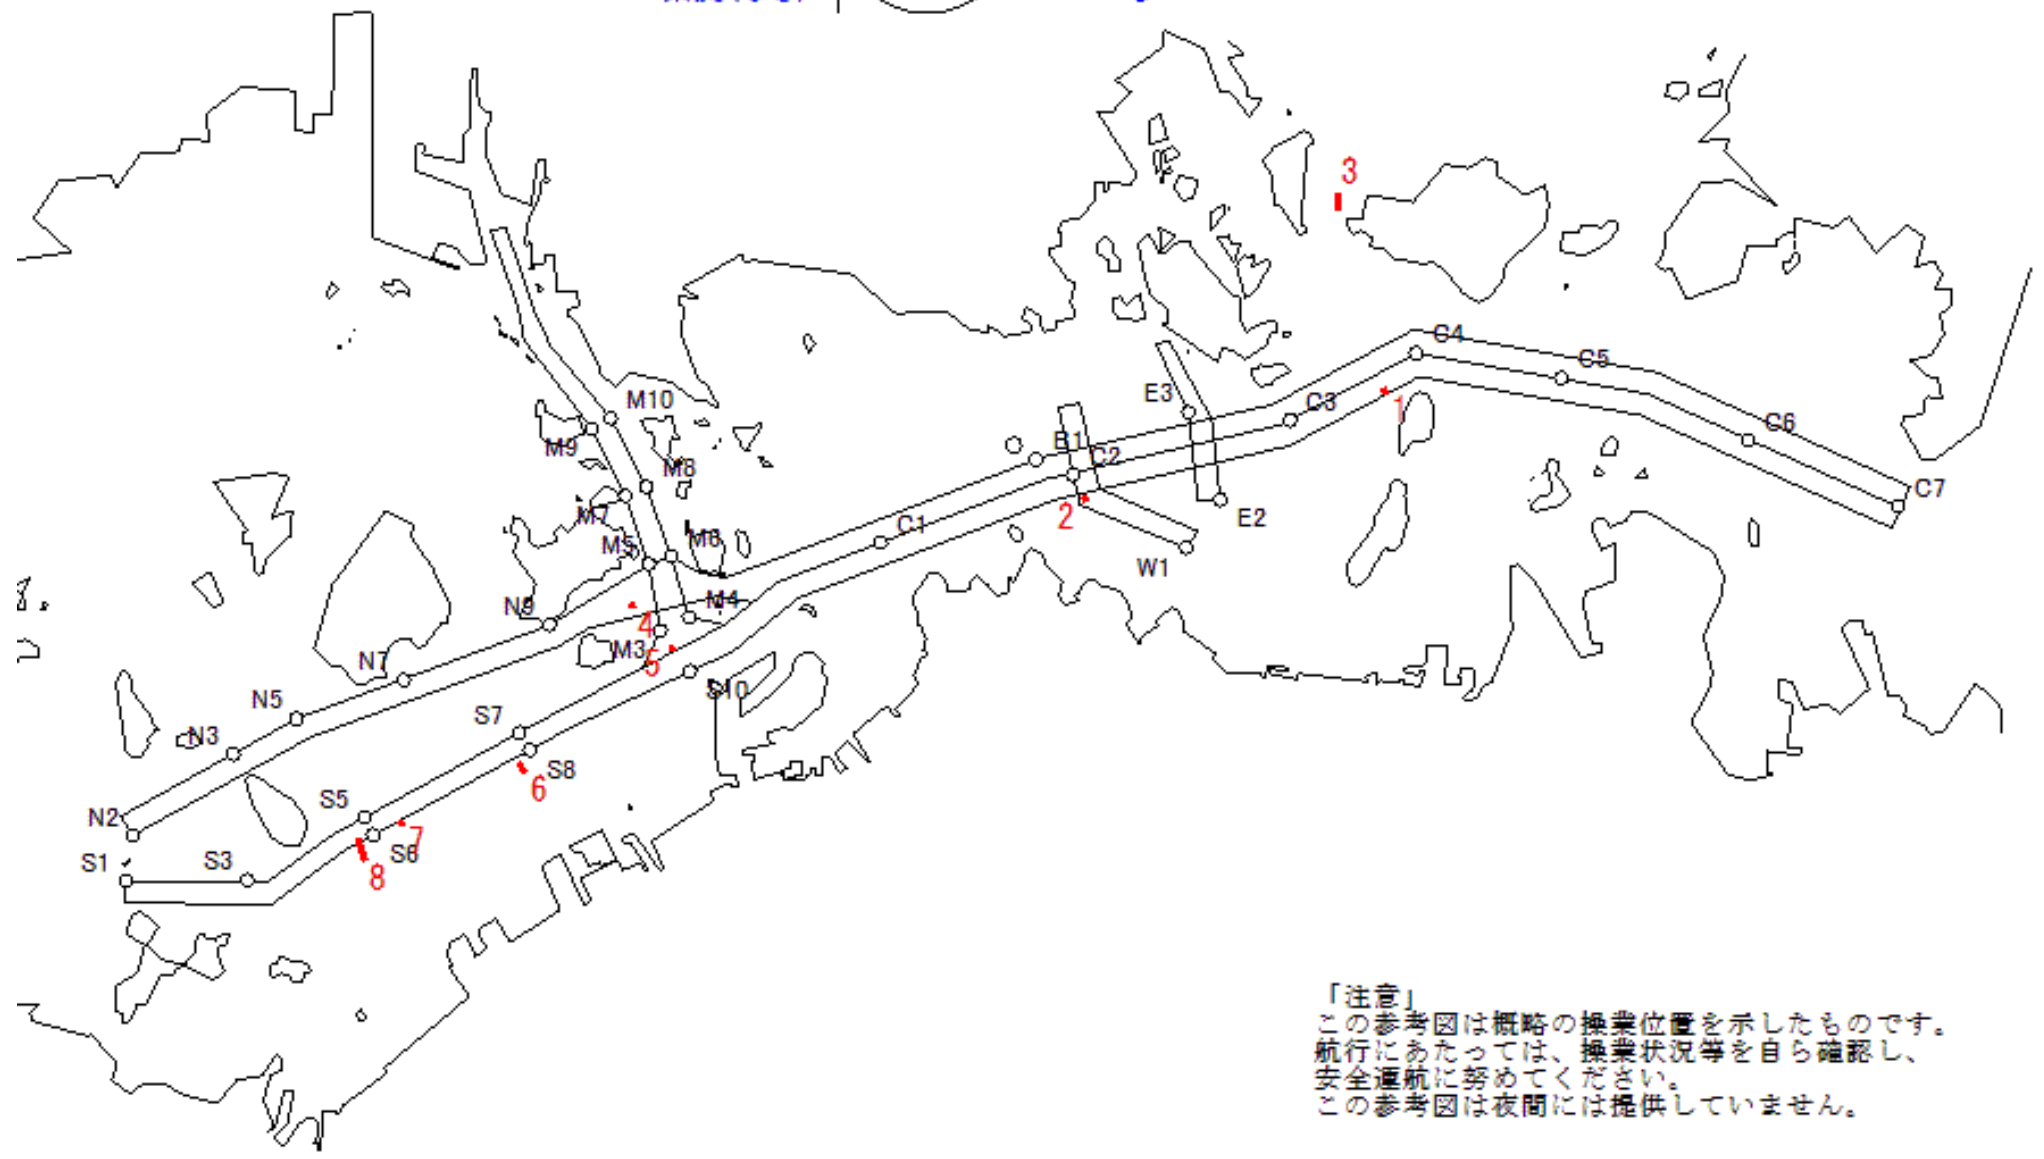 3
C4
C5
M10
E3
C3
1
C6
M9
B1
M8
C2
C7
M7
2
E2
C1
M5
M6
W1
N9
M4
4
M3
5
N7
S10
N5
S7
N3
S8
6
S5
N2
7
S6
S1
S3
8
「注意」
この参考図は概略の操業位置を示したものです。
航行にあたっては、操業状況等を自ら確認し、
安全運航に努めてください。
この参考図は夜間には提供していません。